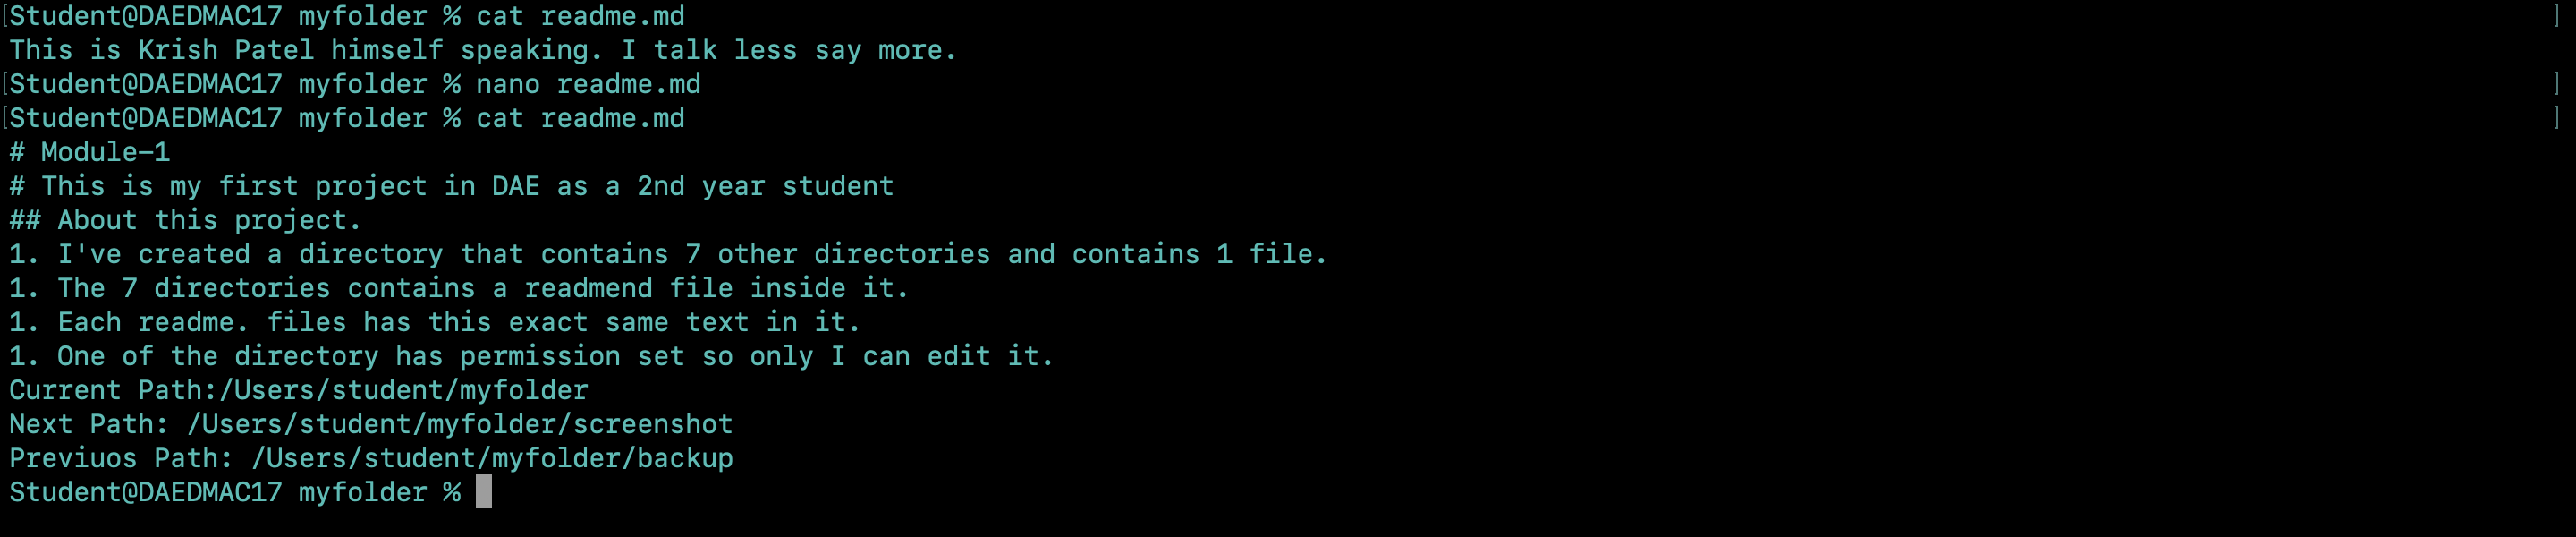 [Student@DAEDMAC17 myfolder % cat readme.md ]
This is Krish Patel himself speaking. I talk less say more.
[Student@DAEDMAC17 myfolder % nano readme.md ]
[Student@DAEDMAC17 myfolder % cat readme.md ]
# Module-1
# This is my first project in DAE as a 2nd year student
## About this project.
1. I've created a directory that contains 7 other directories and contains 1 file.
1. The 7 directories contains a readmend file inside it.
1. Each readme. files has this exact same text in it.
1. One of the directory has permission set so only I can edit it.
Current Path:/Users/student/myfolder
Next Path: /Users/student/myfolder/screenshot
Previuos Path: /Users/student/myfolder/backup
Student@DAEDMAC17 myfolder %